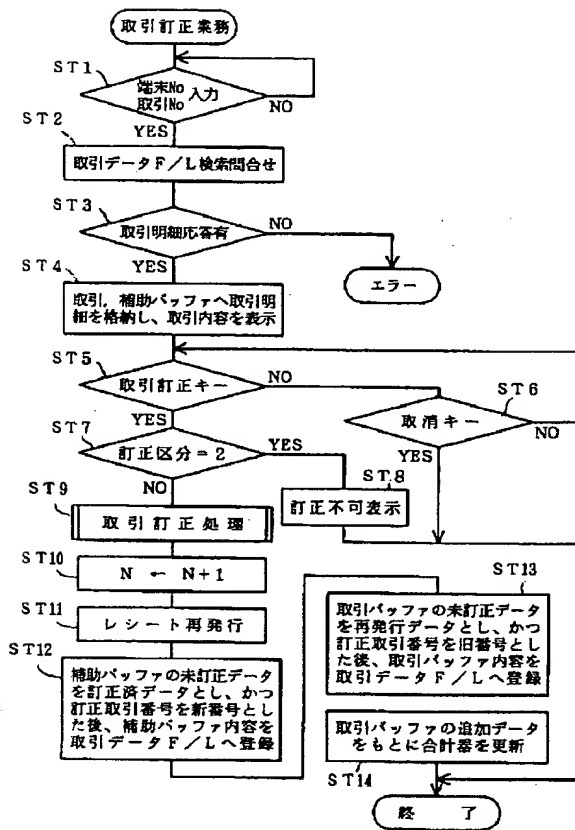 取引訂正業務
ST1
端末No
取引No
入力
NO
YES
ST2
取引データF/L検索問合せ
ST3
取引明細応答有
NO
YES
エラー
ST4
取引,補助バッファへ取引明
細を格納し、取引内容を表示
ST5
取引訂正キー
NO
YES
ST6
取消キー
NO
YES
ST7
訂正区分=2
YES
NO
ST8
訂正不可表示
ST9
取引訂正処理
ST10
N ← N+1
ST11
レシート再発行
ST12
補助バッファの未訂正データ
を訂正済データとし、かつ
訂正取引番号を新番号とし
た後、補助バッファ内容を
取引データF/Lへ登録
ST13
取引バッファの未訂正データ
を再発行データとし、かつ
訂正取引番号を旧番号とし
た後、取引バッファ内容を
取引データF/Lへ登録
取引バッファの追加データ
をもとに合計器を更新
ST14
終 了